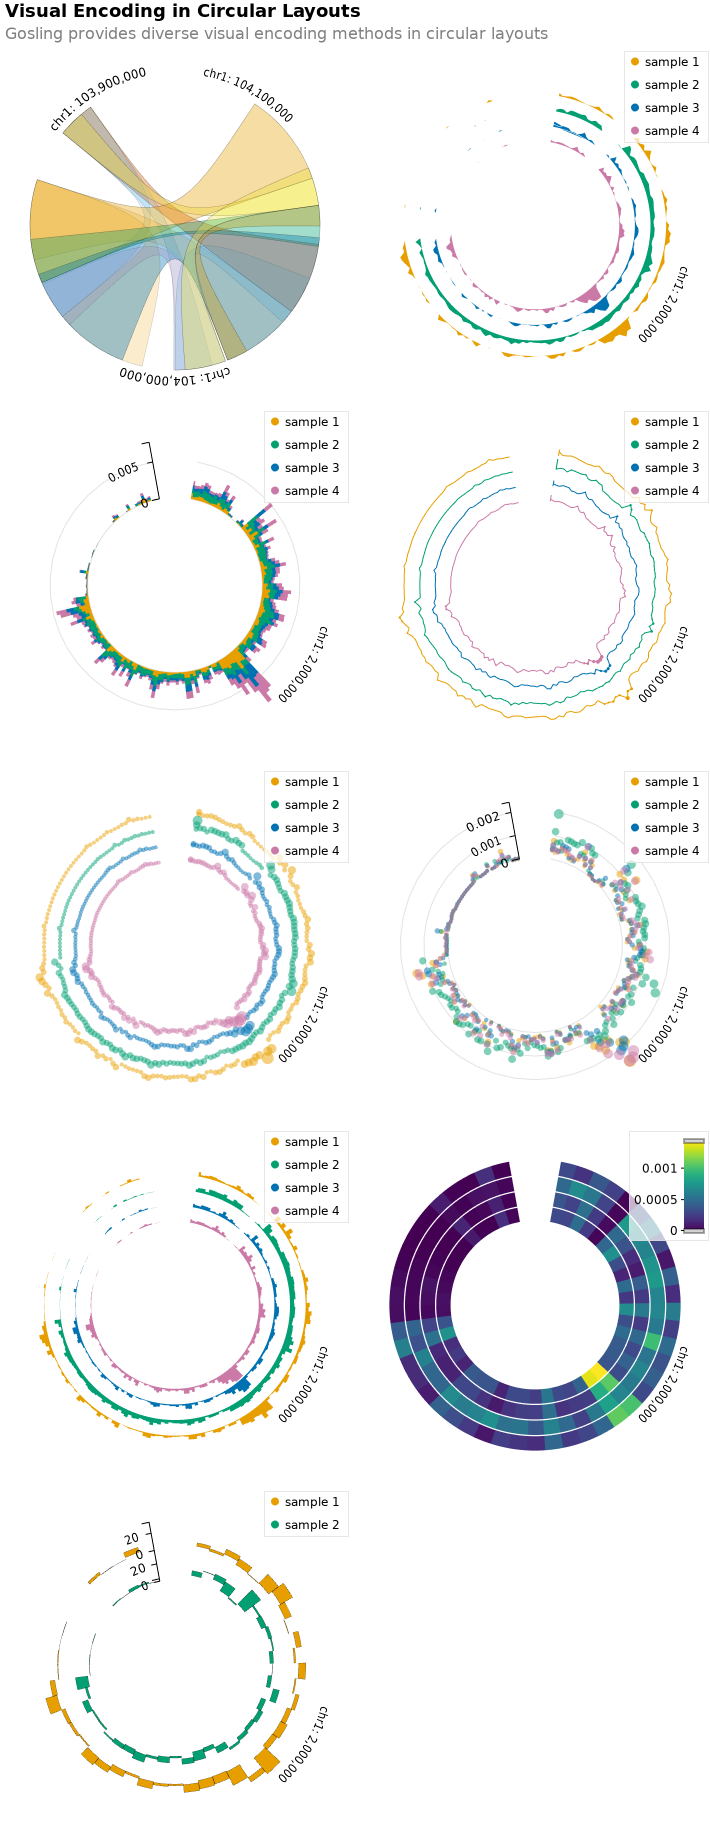 Visual Encoding in Circular Layouts
Gosling provides diverse visual encoding methods in circular layouts
chr1: 103,900,000
chr1: 104,100,000
chr1: 104,000,000
sample 1
sample 2
sample 3
sample 4
chr1: 2,000,000
sample 1
sample 2
sample 3
sample 4
0.005
0
chr1: 2,000,000
sample 1
sample 2
sample 3
sample 4
chr1: 2,000,000
sample 1
sample 2
sample 3
sample 4
chr1: 2,000,000
sample 1
sample 2
sample 3
sample 4
0.002
0.001
0
chr1: 2,000,000
sample 1
sample 2
sample 3
sample 4
chr1: 2,000,000
0.001
0.0005
0
chr1: 2,000,000
sample 1
sample 2
20
0
20
0
chr1: 2,000,000